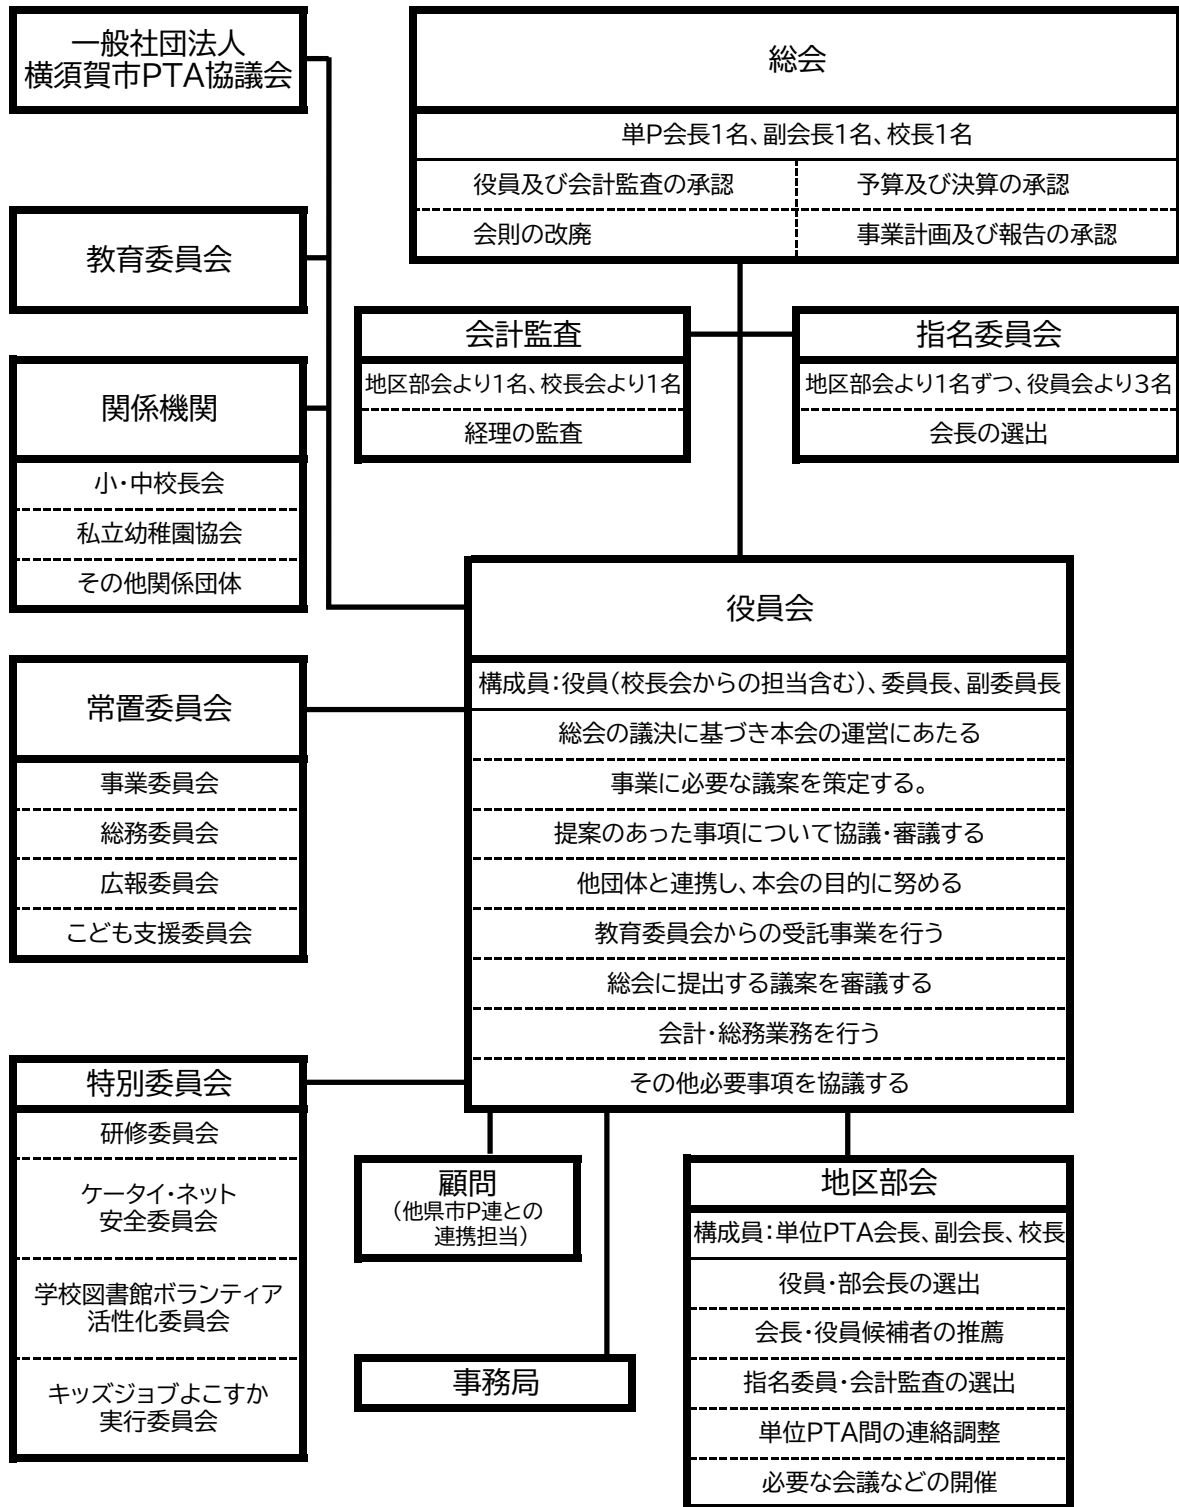 一般社団法人
横須賀市PTA協議会
教育委員会
関係機関
小・中校長会
私立幼稚園協会
その他関係団体
常置委員会
事業委員会
総務委員会
広報委員会
こども支援委員会
特別委員会
研修委員会
ケータイ・ネット
安全委員会
学校図書館ボランティア
活性化委員会
キッズジョブよこすか
実行委員会
総会
単P会長1名、副会長1名、校長1名
役員及び会計監査の承認
予算及び決算の承認
会則の改廃
事業計画及び報告の承認
会計監査
地区部会より1名、校長会より1名
経理の監査
指名委員会
地区部会より1名ずつ、役員会より3名
会長の選出
役員会
構成員：役員（校長会からの担当含む）、委員長、副委員長
総会の議決に基づき本会の運営にあたる
事業に必要な議案を策定する。
提案のあった事項について協議・審議する
他団体と連携し、本会の目的に努める
教育委員会からの受託事業を行う
総会に提出する議案を審議する
会計・総務業務を行う
その他必要事項を協議する
顧問
（他県市P連との
連携担当）
事務局
地区部会
構成員：単位PTA会長、副会長、校長
役員・部会長の選出
会長・役員候補者の推薦
指名委員・会計監査の選出
単位PTA間の連絡調整
必要な会議などの開催